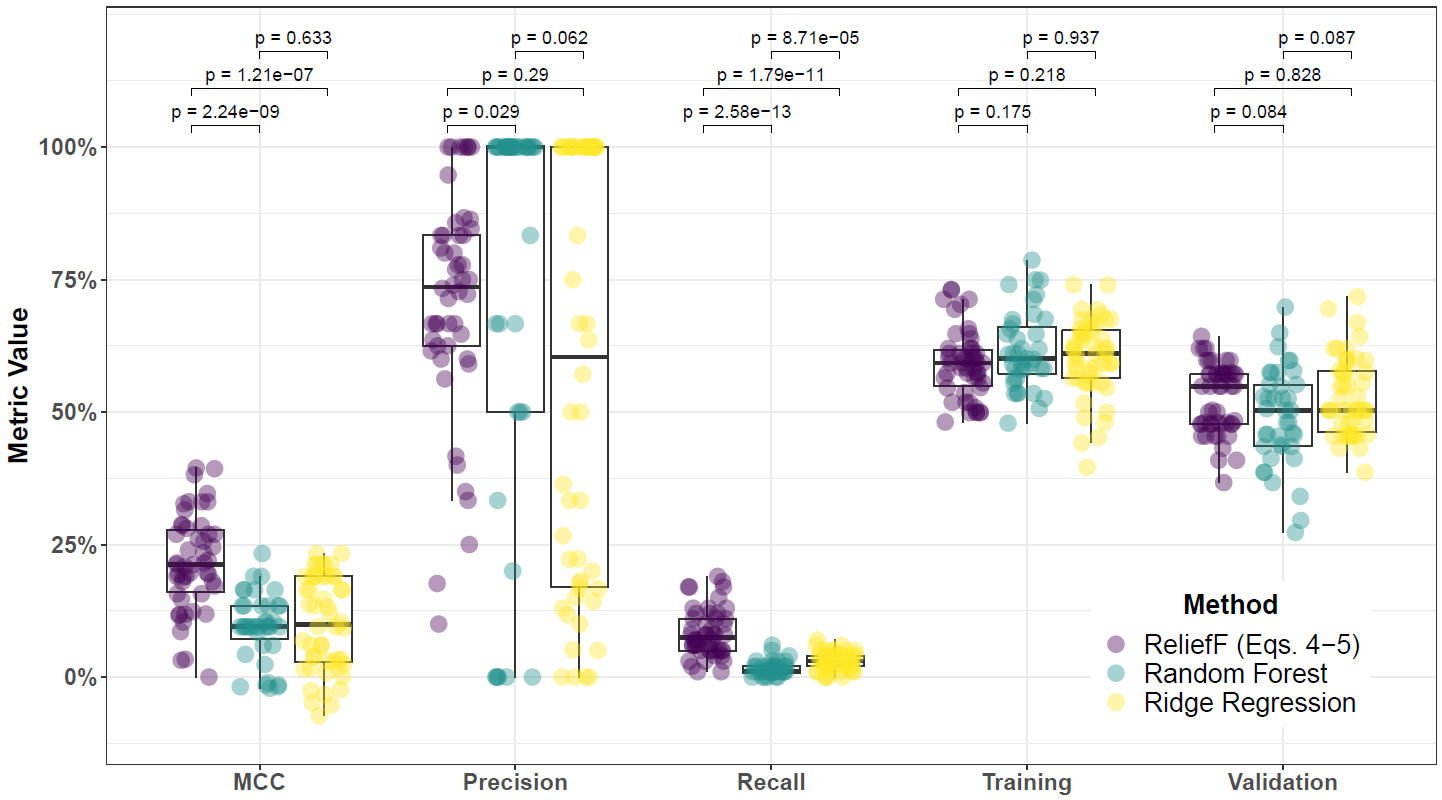 p = 0.633
p = 0.062
p = 8.71e−05
p = 0.937
p = 0.087
p = 1.21e−07
p = 0.29
p = 1.79e−11
p = 0.218
p = 0.828
p = 2.24e−09
p = 0.029
p = 2.58e−13
p = 0.175
p = 0.084
100%
75%
50%
25%
0%
Metric Value
Method
ReliefF (Eqs. 4−5)
Random Forest
Ridge Regression
MCC
Precision
Recall
Training
Validation